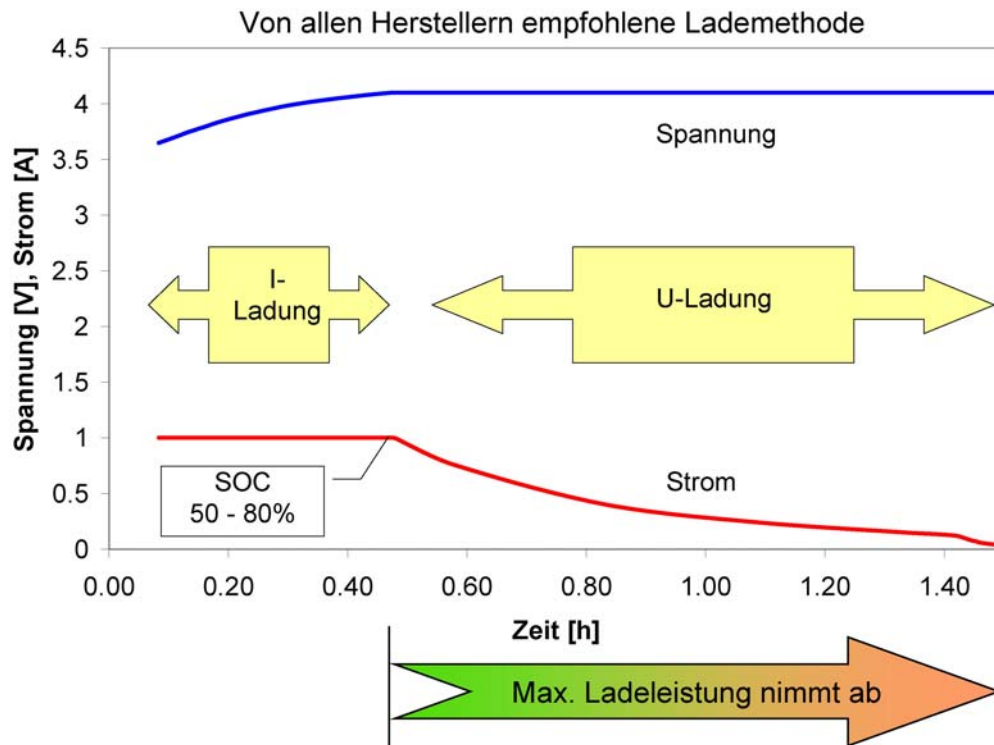 Von allen Herstellern empfohlene Lademethode
4.5
4
3.5
3
2.5
2
1.5
1
0.5
0
Spannung [V], Strom [A]
Spannung
I-
Ladung
U-Ladung
SOC
50 - 80%
Strom
0.00 0.20 0.40 0.60 0.80 1.00 1.20 1.40
Zeit [h]
Max. Ladeleistung nimmt ab